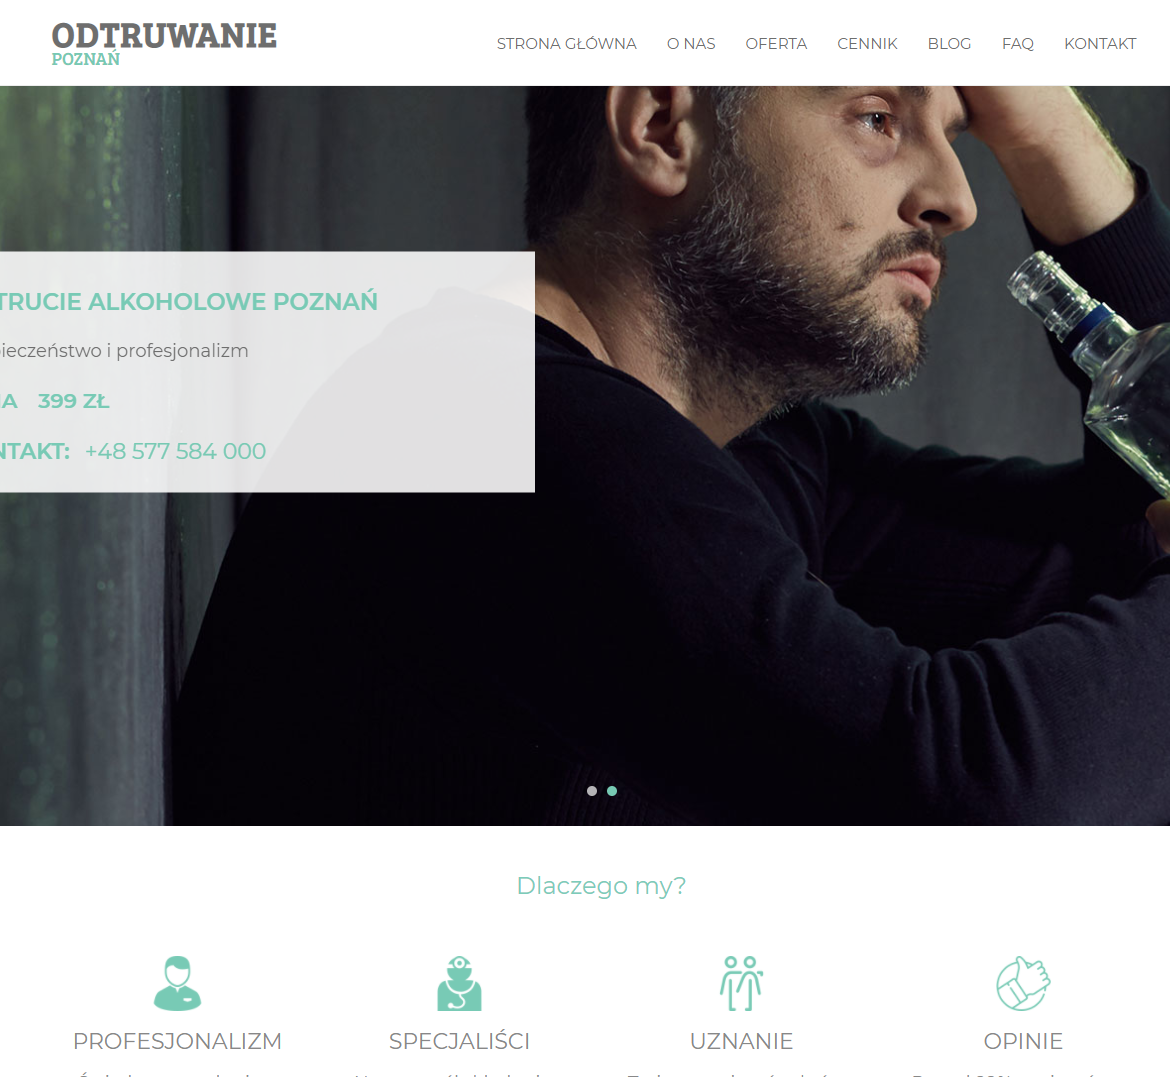 ODTRUWANIE
POZNAŃ
STRONA GŁÓWNA O NAS OFERTA CENNIK BLOG FAQ KONTAKT
TRUCIE ALKOHOLOWE POZNAŃ
ieczeństwo i profesjonalizm
A 399 ZŁ
NTAKT: +48 577 584 000
Dlaczego my?
PROFESJONALIZM SPECJALIŚCI UZNANIE OPINIE